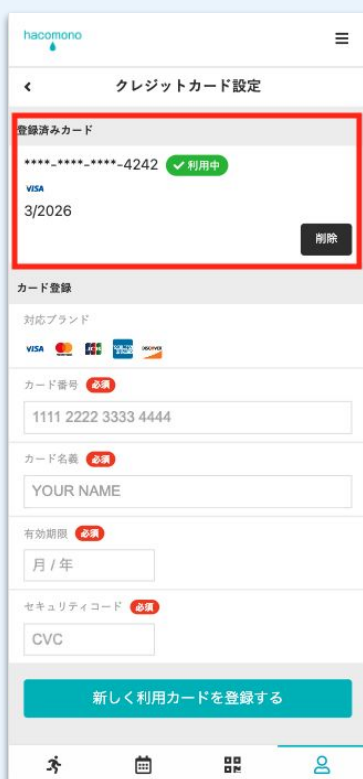 hacomono
クレジットカード設定
登録済みカード
****-****-****-4242 利用中
VISA
3/2026
削除
カード登録
対応ブランド
VISA JCB AMERICAN EXPRESS DISCOVER
カード番号 必須
1111 2222 3333 4444
カード名義 必須
YOUR NAME
有効期限 必須
月 / 年
セキュリティコード 必須
CVC
新しく利用カードを登録する